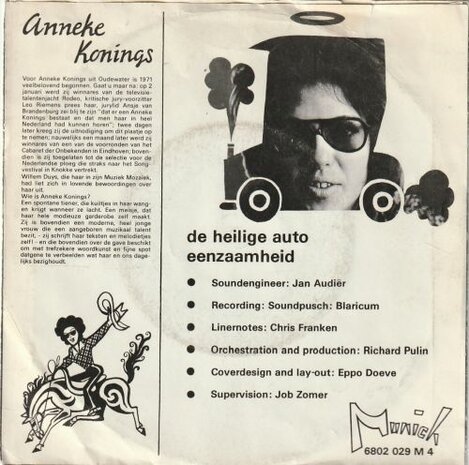 Anneke
Konings
Voor Anneke Konings uit Oudewater is 1971
veelbelovend begonnen. Gaat u maar na: op 2
januari werd zij winnares van de televisie-
talentenjacht Rodeo, kritische jury-voorzitter
Leo Riemens prees haar, jurylid Ansje van
Brandenburg zei blij te zijn "dat er een Anneke
Konings bestaat en dat men haar in heel
Nederland had kunnen horen"; twee dagen
later kreeg zij de uitnodiging om dit plaatje op
te nemen; nauwelijks een maand later werd zij
winnares van een van de voorronden van het
Cabaret der Onbekenden in Eindhoven; boven-
dien is zij toegelaten tot de selectie voor de
Nederlandse ploeg die straks naar het Song-
festival in Knokke vertrekt.
Willem Duys, die haar in zijn Muziek Mozaïek,
had liet zich in lovende bewoordingen over
haar uit.
Wie is Anneke Konings?
Een spontane tiener, die kuiltjes in haar wang-
en krijgt wanneer ze lacht. Een meisje, dat
haar hele modieuze garderobe zelf maakt.
Zij is bovendien een moderne, heel jonge
vrouw die een aangeboren muzikaal talent
bezit, - zij schrijft haar teksten en melodietjes
zelf! - en die bovendien over de gave beschikt
om met trefzekere woordkunst en fijne spot
datgene te verbeelden wat haar en ons dage-
lijks bezighoudt.
de heilige auto
eenzaamheid
● Soundengineer: Jan Audiër
● Recording: Soundpusch: Blaricum
● Linernotes: Chris Franken
● Orchestration and production: Richard Pulin
● Coverdesign and lay-out: Eppo Doeve
● Supervision: Job Zomer
Munich
6802 029 M 4